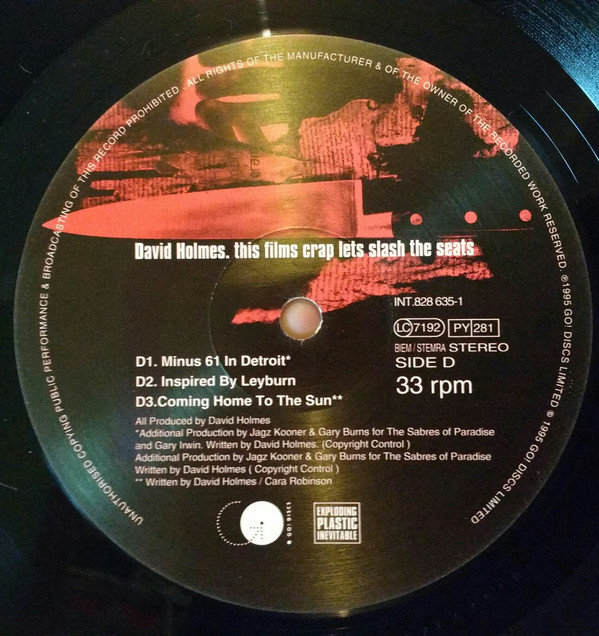 UNAUTHORISED COPYING PUBLIC PERFORMANCE & BROADCASTING OF THIS RECORD PROHIBITED - ALL RIGHTS OF THE MANUFACTURER & OF THE OWNER OF THE RECORDED WORK RESERVED. ℗1995 GO! DISCS LIMITED ® 1995 GO! DISCS LIMITED
David Holmes. this films crap lets slash the seats
INT.828 635-1
LC 7192 PY 281
BIEM / STEMRA STEREO
SIDE D
33 rpm
D1. Minus 61 In Detroit*
D2. Inspired By Leyburn
D3.Coming Home To The Sun**
All Produced by David Holmes
*Additional Production by Jagz Kooner & Gary Burns for The Sabres of Paradise
and Gary Irwin. Written by David Holmes. (Copyright Control )
Additional Production by Jagz Kooner & Gary Burns for The Sabres of Paradise
Written by David Holmes ( Copyright Control )
** Written by David Holmes / Cara Robinson
GO! DISCS
EXPLODING
PLASTIC
INEVITABLE